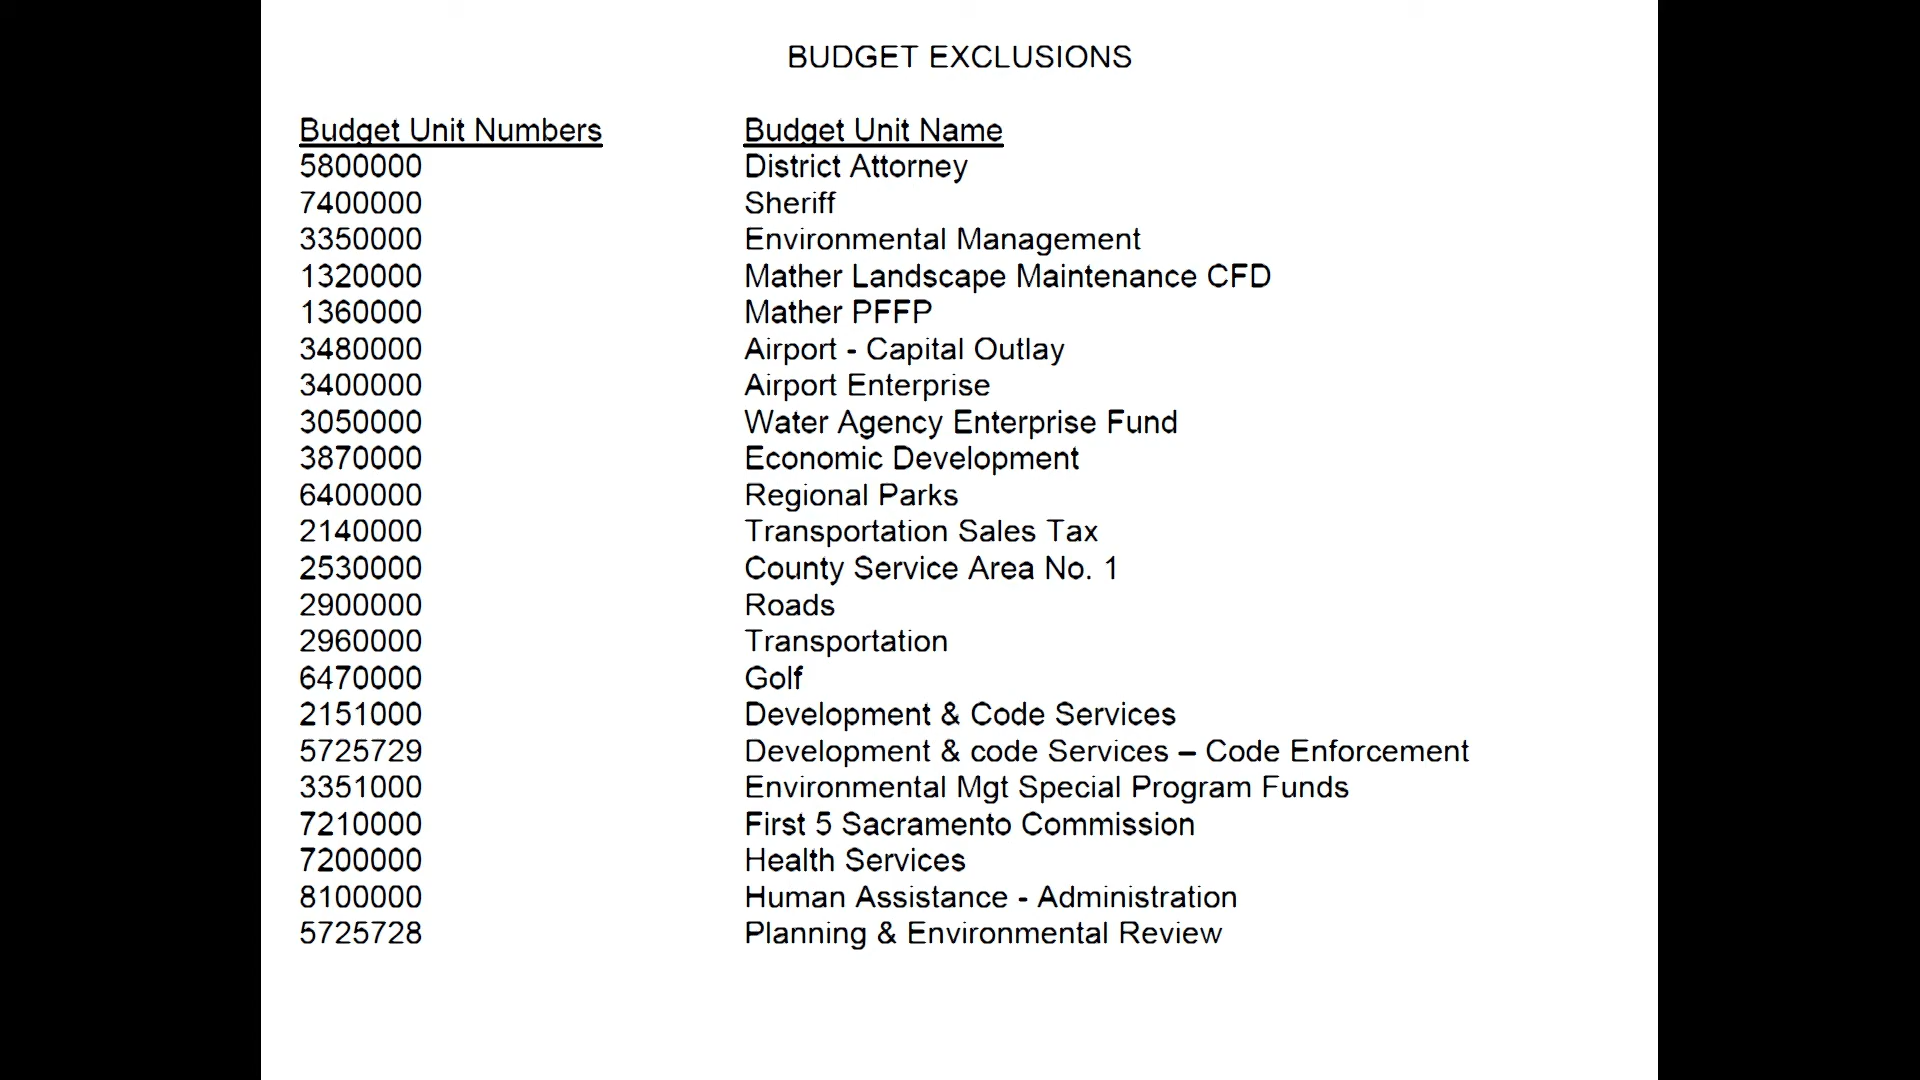 BUDGET EXCLUSIONS
Budget Unit Numbers Budget Unit Name
5800000 District Attorney
7400000 Sheriff
3350000 Environmental Management
1320000 Mather Landscape Maintenance CFD
1360000 Mather PFFP
3480000 Airport - Capital Outlay
3400000 Airport Enterprise
3050000 Water Agency Enterprise Fund
3870000 Economic Development
6400000 Regional Parks
2140000 Transportation Sales Tax
2530000 County Service Area No. 1
2900000 Roads
2960000 Transportation
6470000 Golf
2151000 Development & Code Services
5725729 Development & code Services – Code Enforcement
3351000 Environmental Mgt Special Program Funds
7210000 First 5 Sacramento Commission
7200000 Health Services
8100000 Human Assistance - Administration
5725728 Planning & Environmental Review